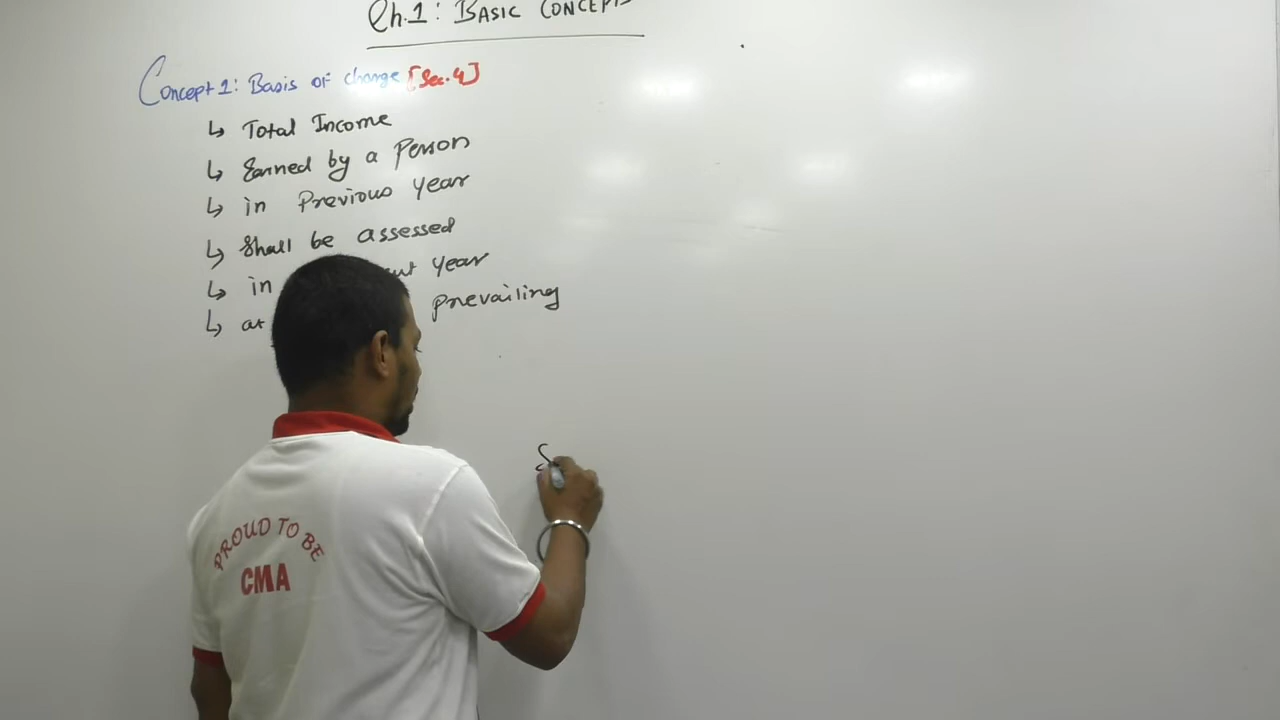 Ch.1: BASIC CONCEPTS
Concept 1: Basis of charge [Sec.4]
↳ Total Income
↳ Earned by a Person
↳ in Previous Year
↳ Shall be assessed
↳ in Year
↳ at prevailing
S
PROUD TO BE
CMA